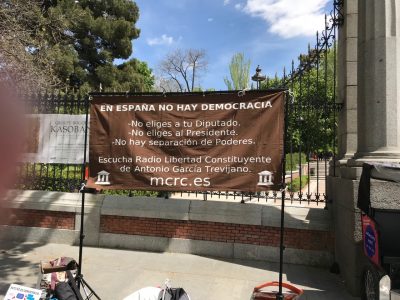 EN ESPAÑA NO HAY DEMOCRACIA
-No eliges a tu Diputado.
-No eliges al Presidente.
-No hay separación de Poderes.
Escucha Radio Libertad Constituyente
de Antonio García Trevijano.
mcrc.es
KASOBA